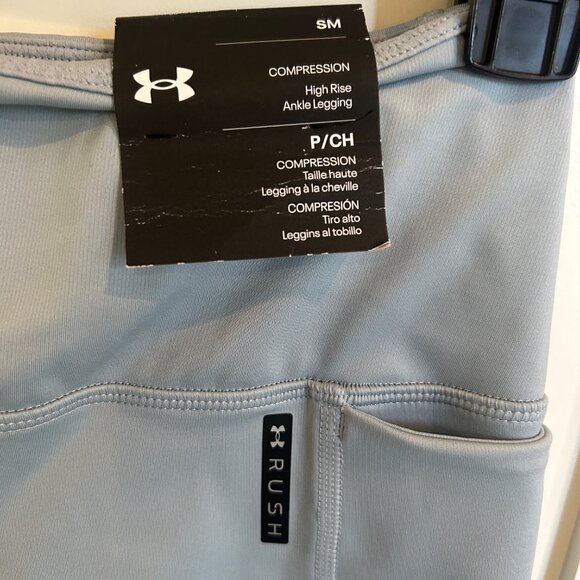 SM
COMPRESSION
High Rise
Ankle Legging
P/CH
COMPRESSION
Taille haute
Legging à la cheville
COMPRESIÓN
Tiro alto
Leggins al tobillo
RUSH